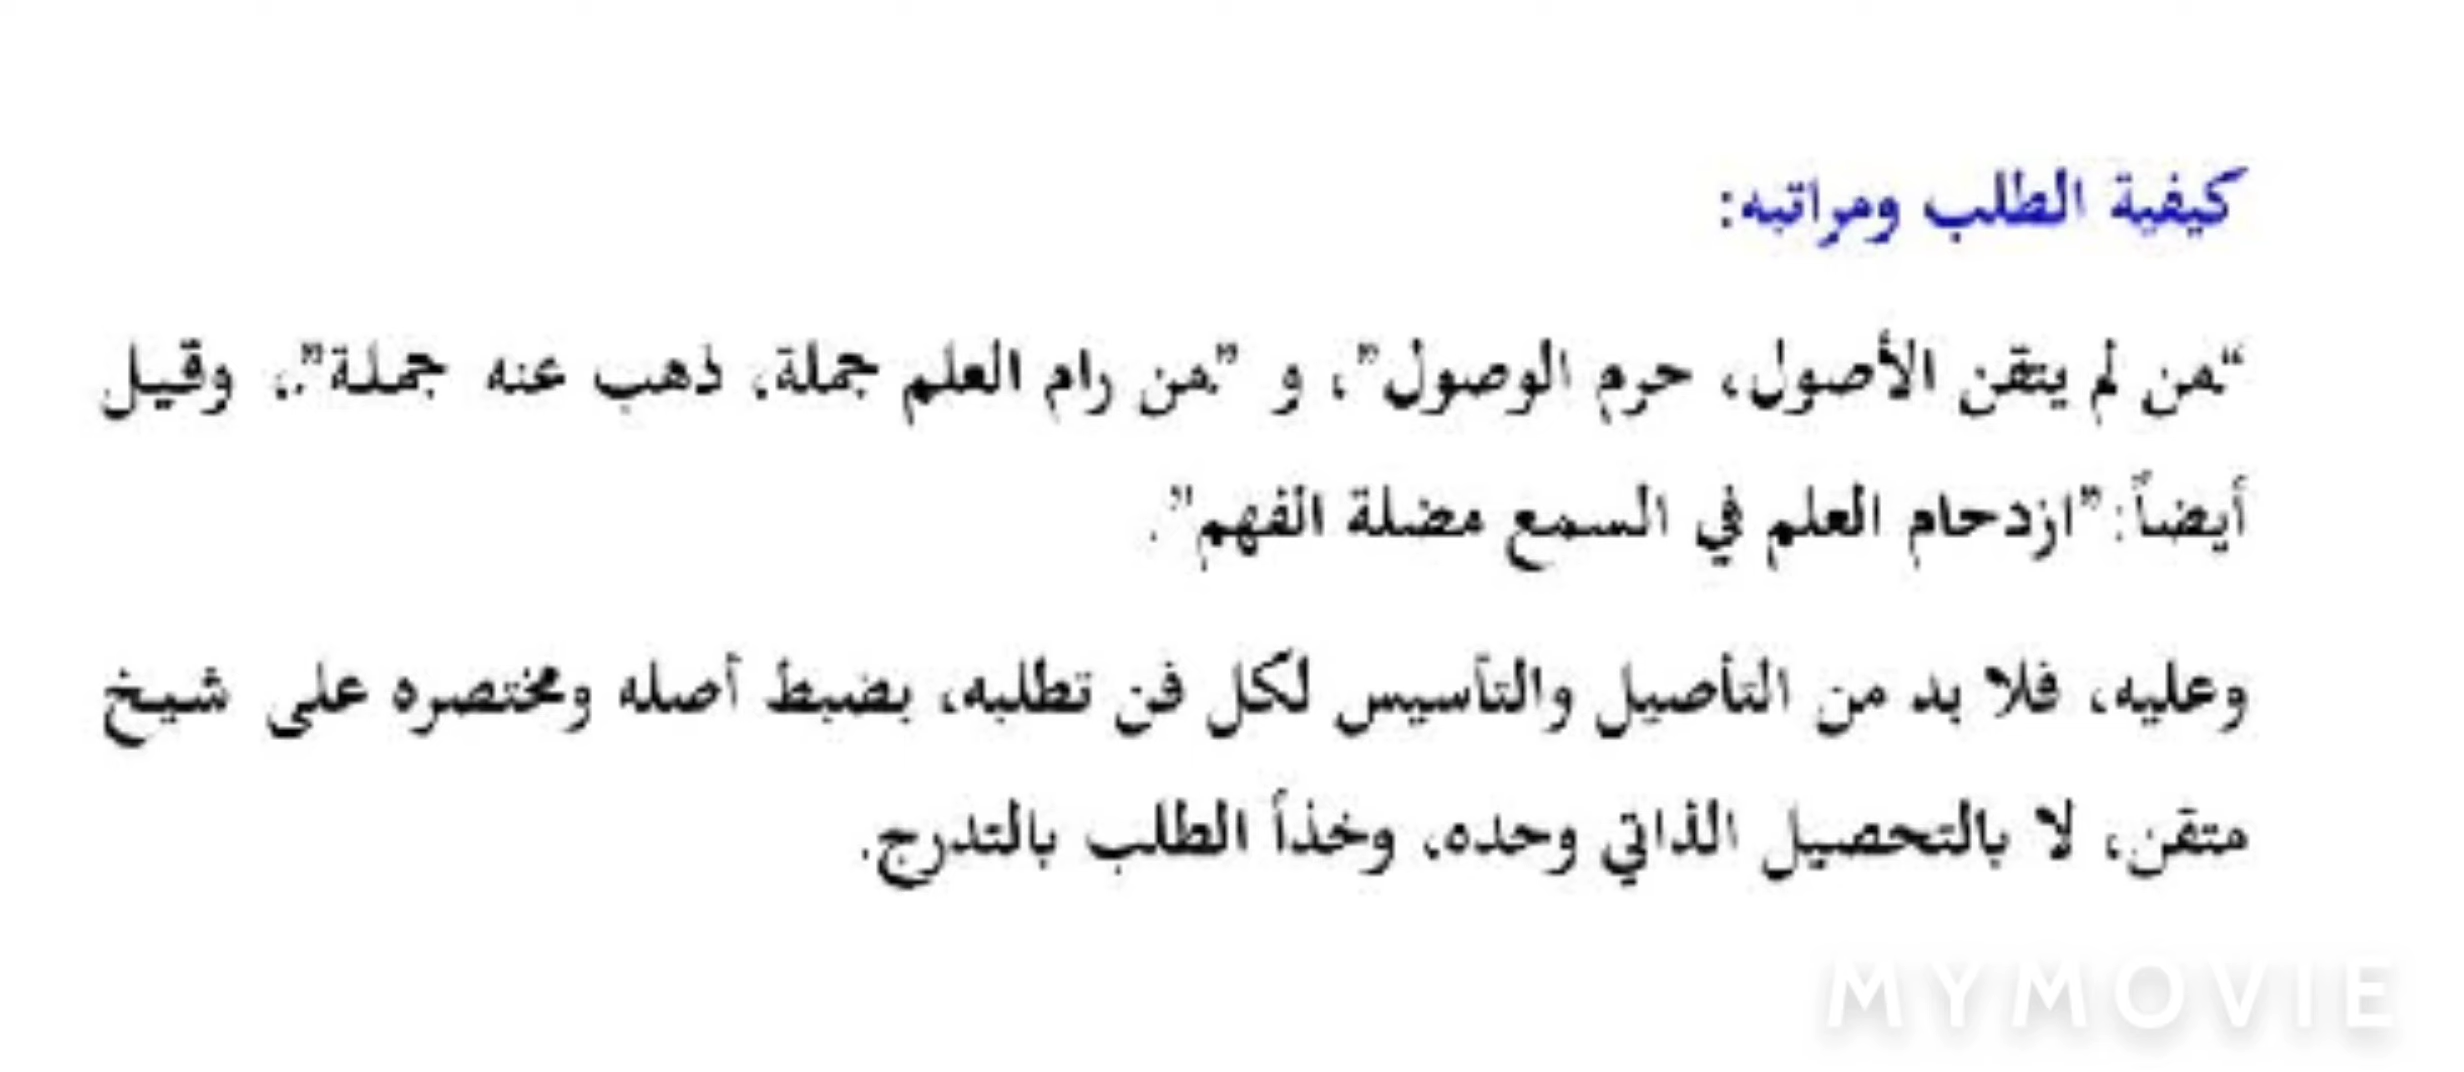 كيفية الطلب ومراتبه:
“من لم يتقن الأصول، حرم الوصول”، و ”من رام العلم جملة، ذهب عنه جملة”.، وقيل
أيضاً: ”ازدحام العلم في السمع مضلة الفهم”.
وعليه، فلا بد من التأصيل والتأسيس لكل فن تطلبه، بضبط أصله ومختصره على شيخ
متقن، لا بالتحصيل الذاتي وحده، وخذاً الطلب بالتدرج.
MYMOVIE